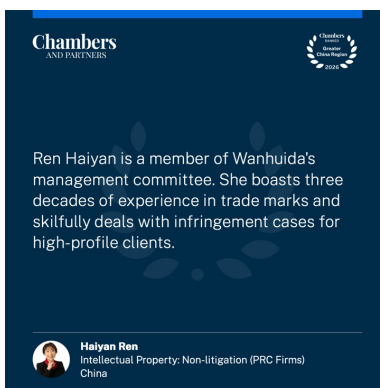 Chambers
AND PARTNERS
Chambers
RANKED
Greater
China Region
2026
Ren Haiyan is a member of Wanhuida's
management committee. She boasts three
decades of experience in trade marks and
skilfully deals with infringement cases for
high-profile clients.
Haiyan Ren
Intellectual Property: Non-litigation (PRC Firms)
China